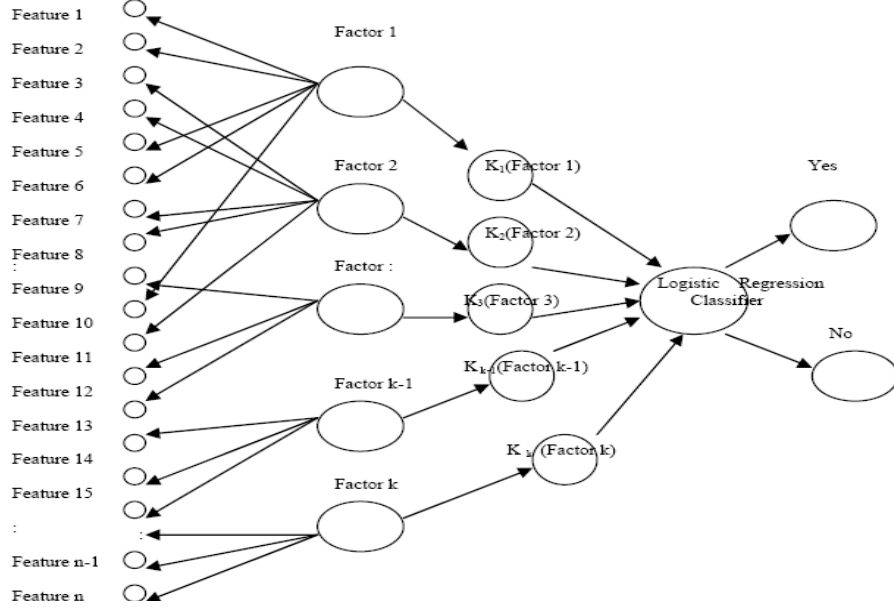 Feature 1
Feature 2
Feature 3
Feature 4
Feature 5
Feature 6
Feature 7
Feature 8
:
Feature 9
Feature 10
Feature 11
Feature 12
Feature 13
Feature 14
Feature 15
:
:
Feature n-1
Feature n
Factor 1
Factor 2
Factor :
Factor k-1
Factor k
K₁(Factor 1)
K₂(Factor 2)
K₃(Factor 3)
Kₖ₋₁(Factor k-1)
K ₖ (Factor k)
Logistic Regression
Classifier
Yes
No